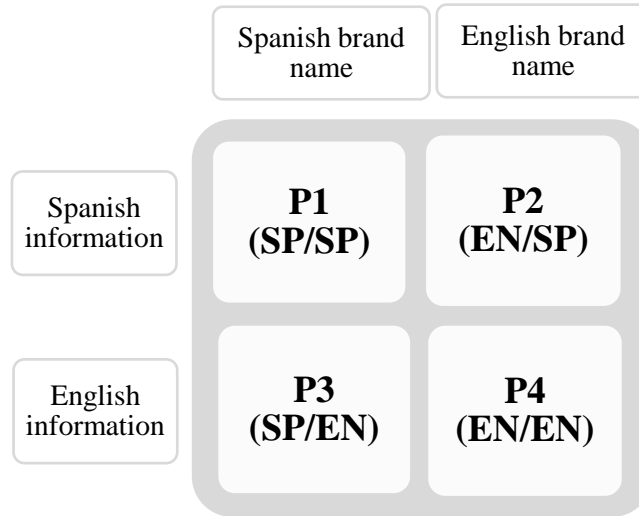 Spanish brand
name
English brand
name
Spanish
information
P1
(SP/SP)
P2
(EN/SP)
English
information
P3
(SP/EN)
P4
(EN/EN)